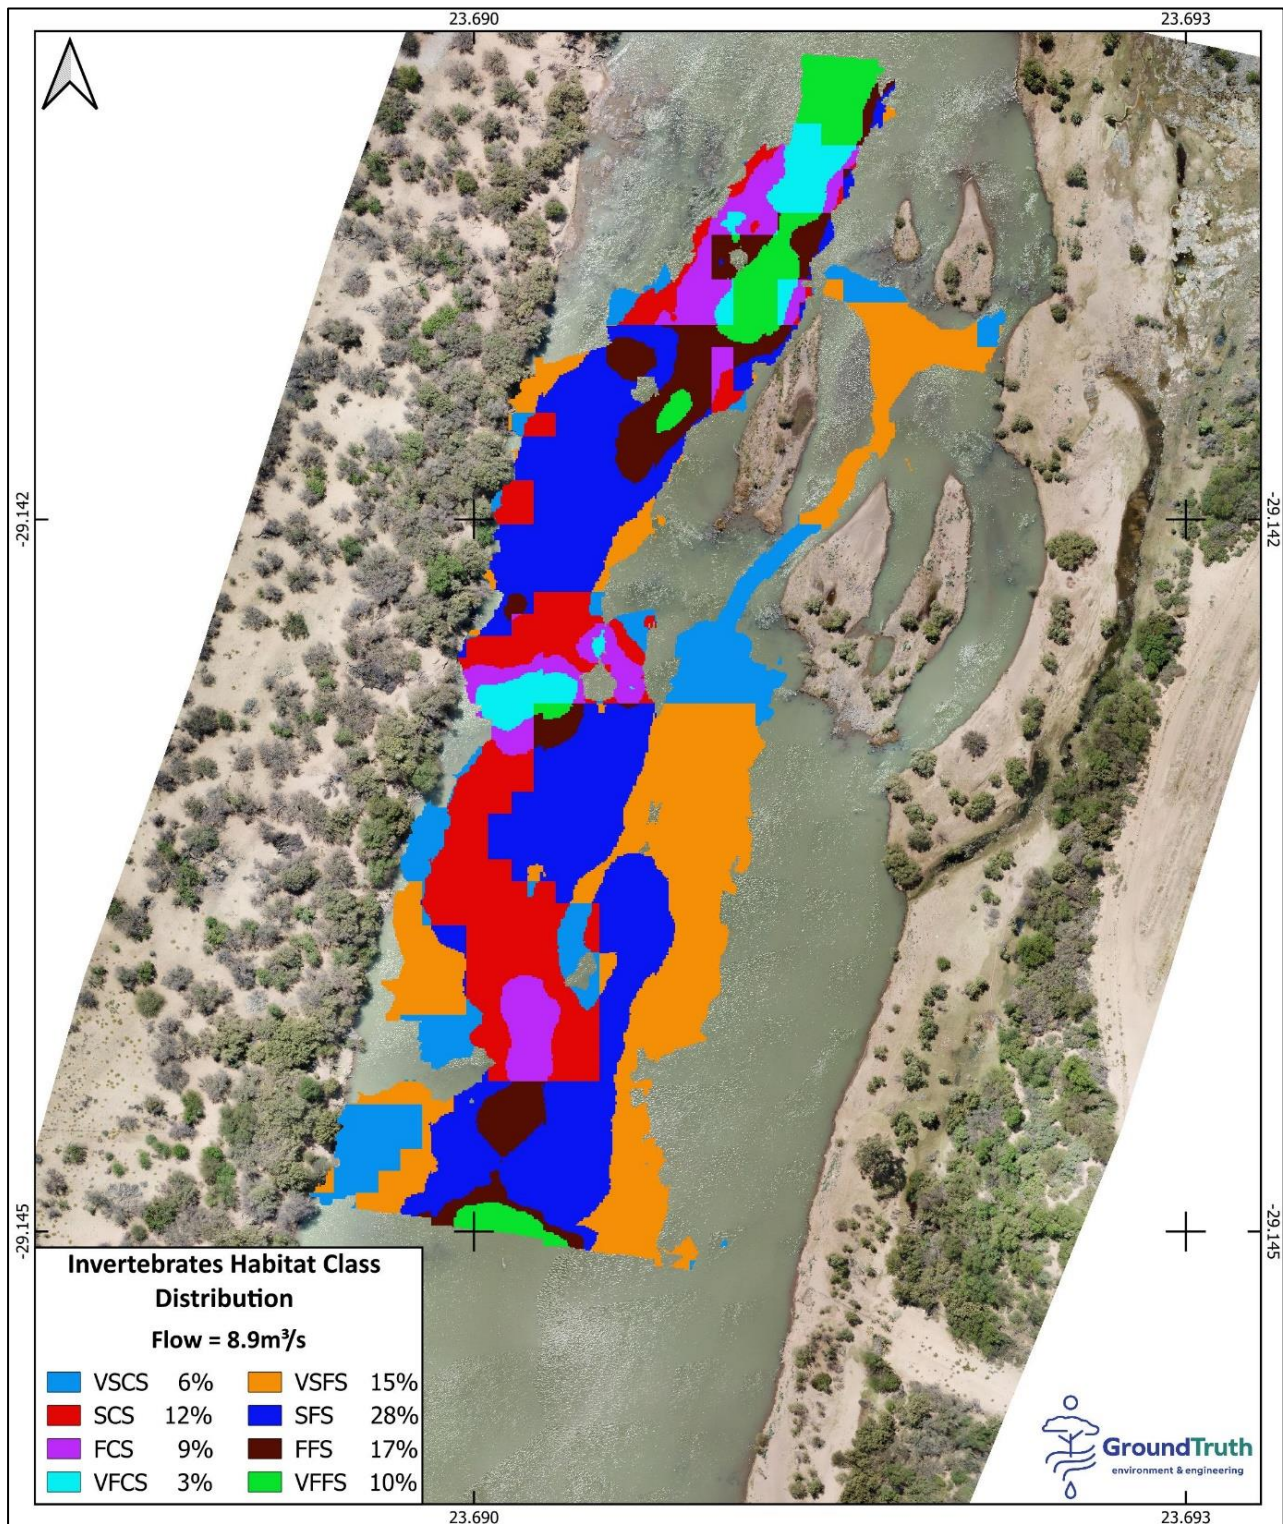 23.690
23.693
-29.142
-29.142
-29.145
-29.145
Invertebrates Habitat Class
Distribution
Flow = 8.9m³/s
VSCS 6% VSFS 15%
SCS 12% SFS 28%
FCS 9% FFS 17%
VFCS 3% VFFS 10%
GroundTruth
environment & engineering
23.690
23.693